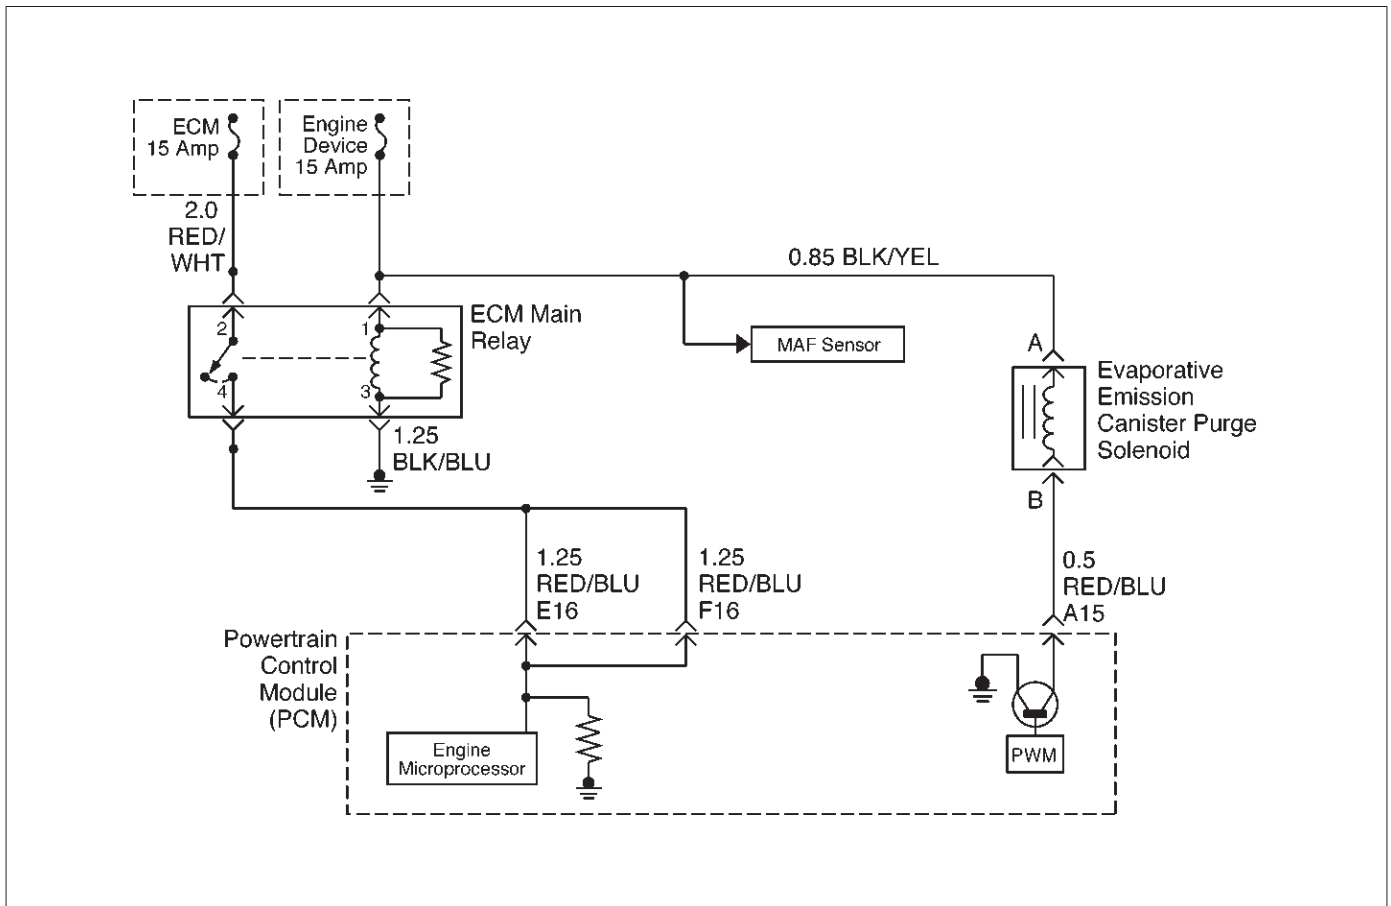 ECM
15 Amp
Engine
Device
15 Amp
2.0
RED/
WHT
0.85 BLK/YEL
2
1
4
3
ECM Main
Relay
MAF Sensor
A
Evaporative
Emission
Canister Purge
Solenoid
B
1.25
BLK/BLU
1.25
RED/BLU
E16
1.25
RED/BLU
F16
0.5
RED/BLU
A15
Powertrain
Control
Module
(PCM)
Engine
Microprocessor
PWM